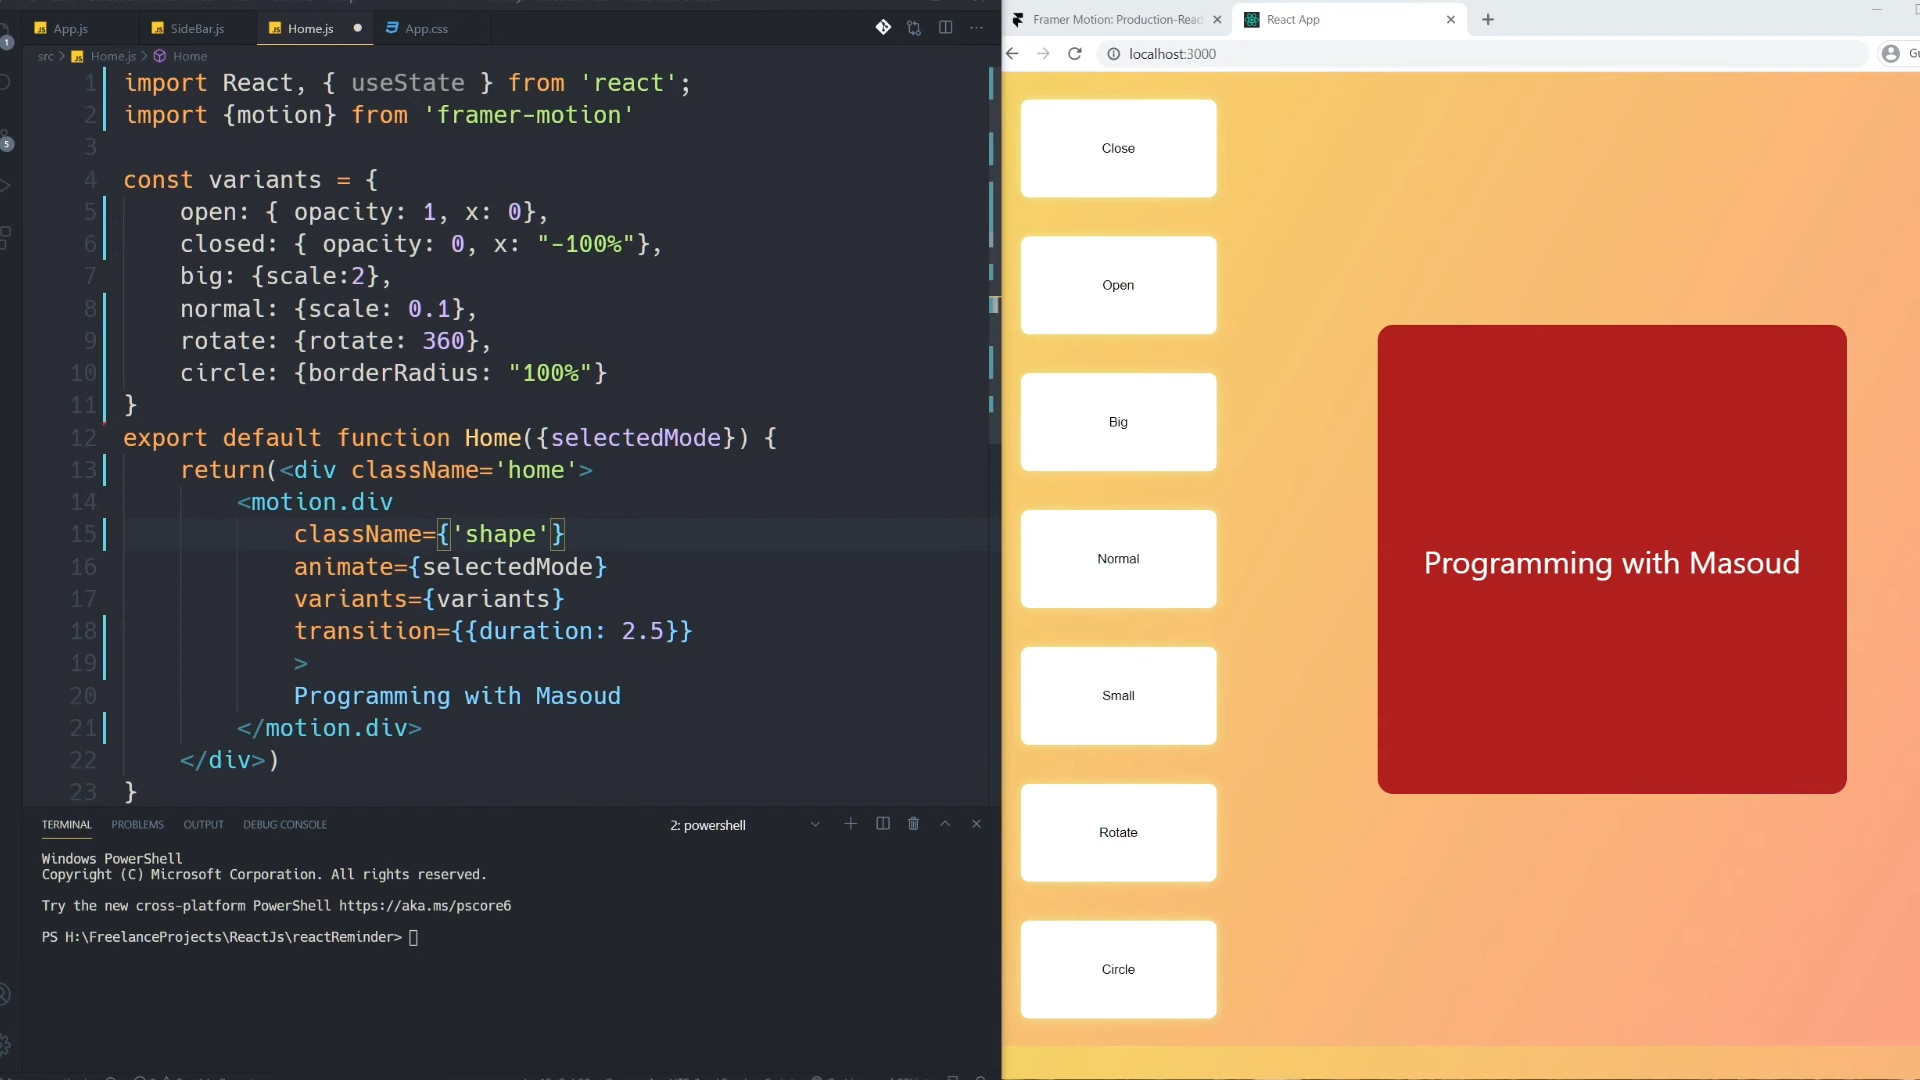 App.js
SideBar.js
Home.js
App.css
src > Home.js > Home
1 import React, { useState } from 'react';
2 import {motion} from 'framer-motion'
3
4 const variants = {
5 open: { opacity: 1, x: 0},
6 closed: { opacity: 0, x: "-100%"},
7 big: {scale:2},
8 normal: {scale: 0.1},
9 rotate: {rotate: 360},
10 circle: {borderRadius: "100%"}
11 }
12 export default function Home({selectedMode}) {
13 return(<div className='home'>
14 <motion.div
15 className={'shape'}
16 animate={selectedMode}
17 variants={variants}
18 transition={{duration: 2.5}}
19 >
20 Programming with Masoud
21 </motion.div>
22 </div>)
23 }
TERMINAL
PROBLEMS
OUTPUT
DEBUG CONSOLE
2: powershell
Windows PowerShell
Copyright (C) Microsoft Corporation. All rights reserved.
Try the new cross-platform PowerShell https://aka.ms/pscore6
PS H:\FreelanceProjects\ReactJs\reactReminder>
1
5
Framer Motion: Production-Read
React App
localhost:3000
Gu
Close
Open
Big
Normal
Small
Rotate
Circle
Programming with Masoud